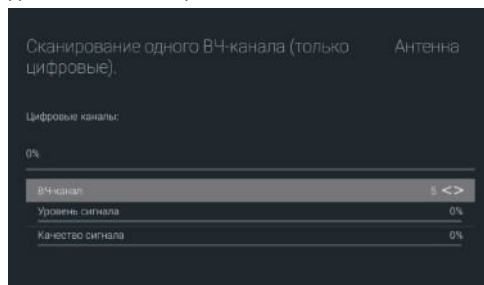 Сканирование одного ВЧ-канала (только Антенна
цифровые).
Цифровые каналы:
0%
ВЧ-канал 5 <>
Уровень сигнала 0%
Качество сигнала 0%